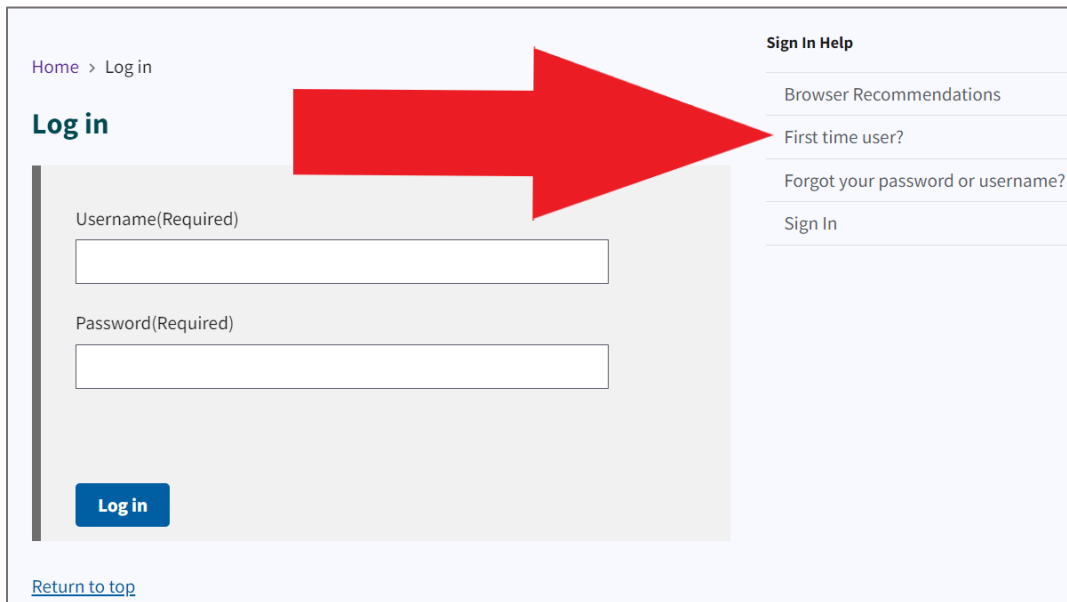 Home > Log in
Log in
Username(Required)
Password(Required)
Log in
Return to top
Sign In Help
Browser Recommendations
First time user?
Forgot your password or username?
Sign In